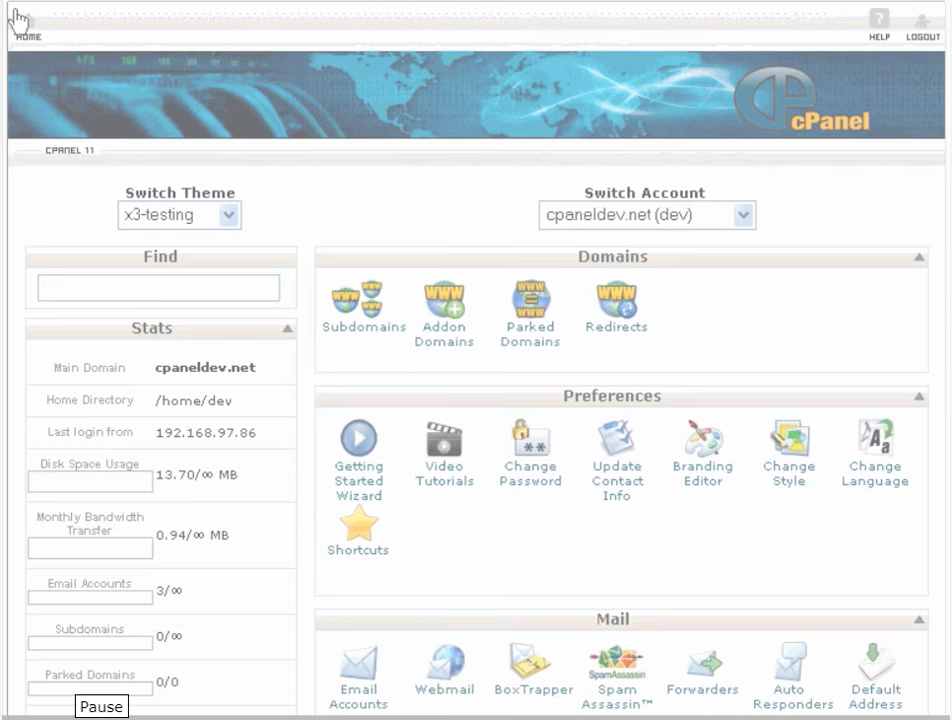 HOME
HELP
LOGOUT
cPanel
CPANEL 11
Switch Theme
x3-testing
Switch Account
cpaneldev.net (dev)
Find
Stats
Main Domain cpaneldev.net
Home Directory /home/dev
Last login from 192.168.97.86
Disk Space Usage 13.70/∞ MB
Monthly Bandwidth
Transfer 0.94/∞ MB
Email Accounts 3/∞
Subdomains 0/∞
Parked Domains 0/0
Pause
Domains
Subdomains
Addon
Domains
Parked
Domains
Redirects
Preferences
Getting
Started
Wizard
Video
Tutorials
Change
Password
Update
Contact
Info
Branding
Editor
Change
Style
Change
Language
Shortcuts
Mail
Email
Accounts
Webmail
BoxTrapper
SpamAssassin
Spam
Assassin™
Forwarders
Auto
Responders
Default
Address